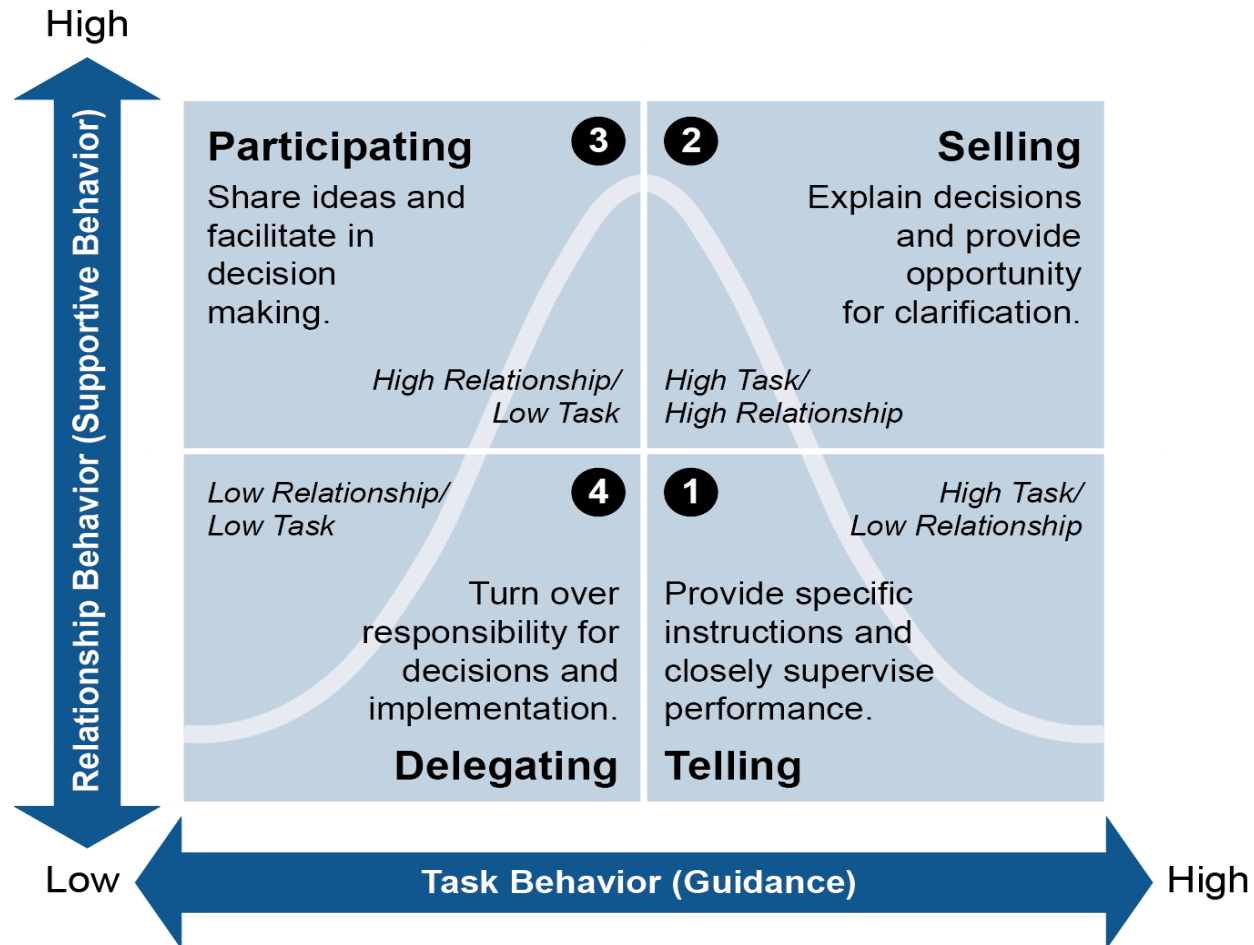 High
Relationship Behavior (Supportive Behavior)
Participating
3
Share ideas and
facilitate in
decision
making.
High Relationship/
Low Task
2
Selling
Explain decisions
and provide
opportunity
for clarification.
High Task/
High Relationship
Low Relationship/
Low Task
4
Turn over
responsibility for
decisions and
implementation.
Delegating
1
High Task/
Low Relationship
Provide specific
instructions and
closely supervise
performance.
Telling
Low
Task Behavior (Guidance)
High